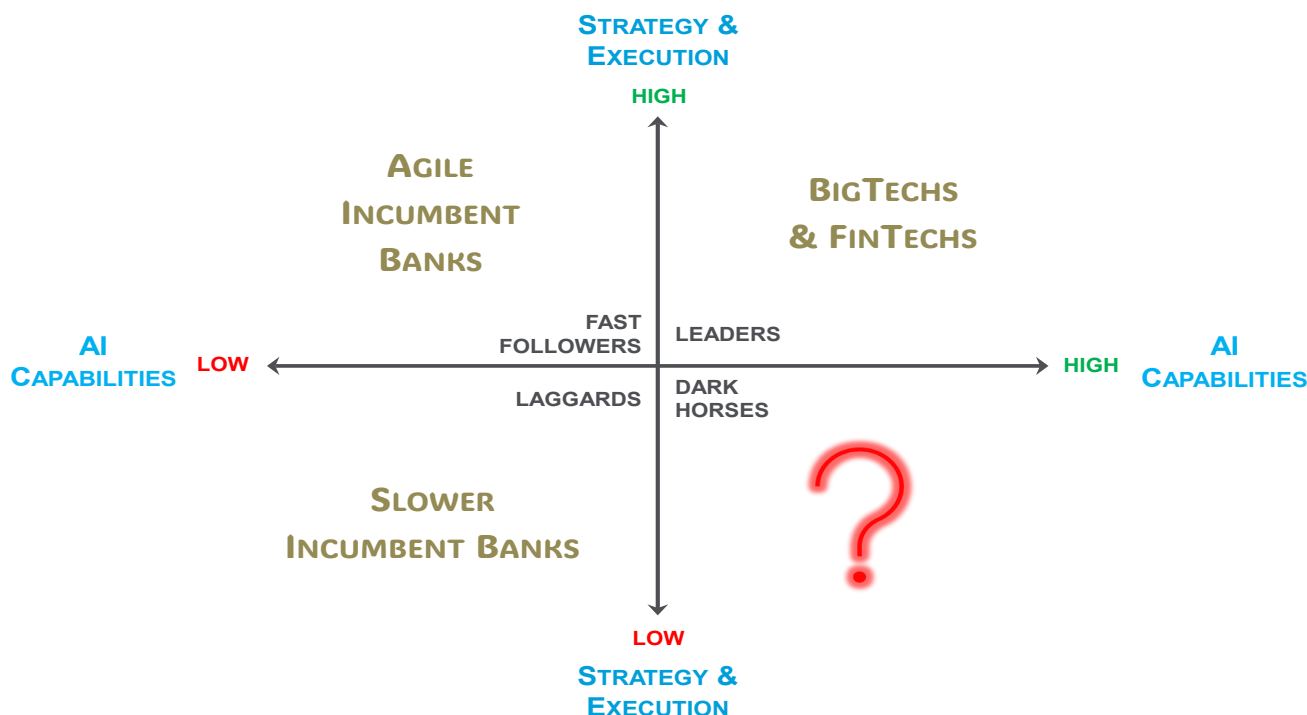 STRATEGY &
EXECUTION
HIGH
AGILE
INCUMBENT
BANKS
BIGTECHS
& FINTECHS
FAST
FOLLOWERS
LEADERS
AI
CAPABILITIES
LOW
HIGH
AI
CAPABILITIES
LAGGARDS
DARK
HORSES
SLOWER
INCUMBENT BANKS
?
LOW
STRATEGY &
EXECUTION